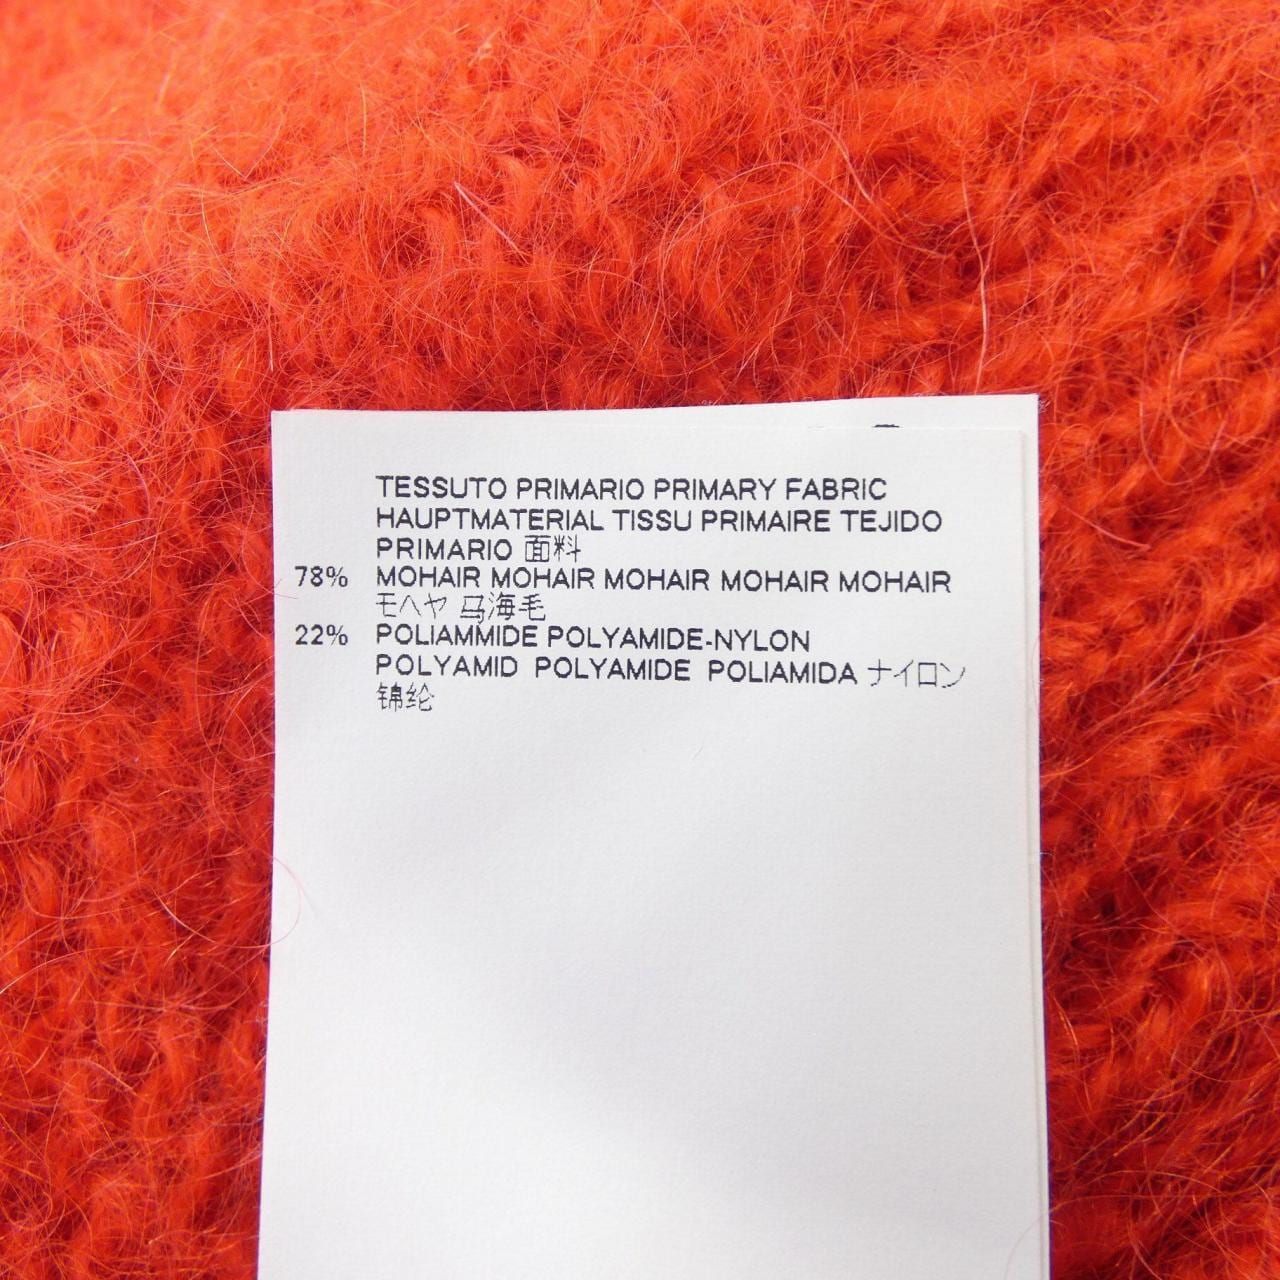 TESSUTO PRIMARIO PRIMARY FABRIC
HAUPTMATERIAL TISSU PRIMAIRE TEJIDO
PRIMARIO 面料
78% MOHAIR MOHAIR MOHAIR MOHAIR MOHAIR
モヘヤ 马海毛
22% POLIAMMIDE POLYAMIDE-NYLON
POLYAMID POLYAMIDE POLIAMIDA ナイロン
锦纶